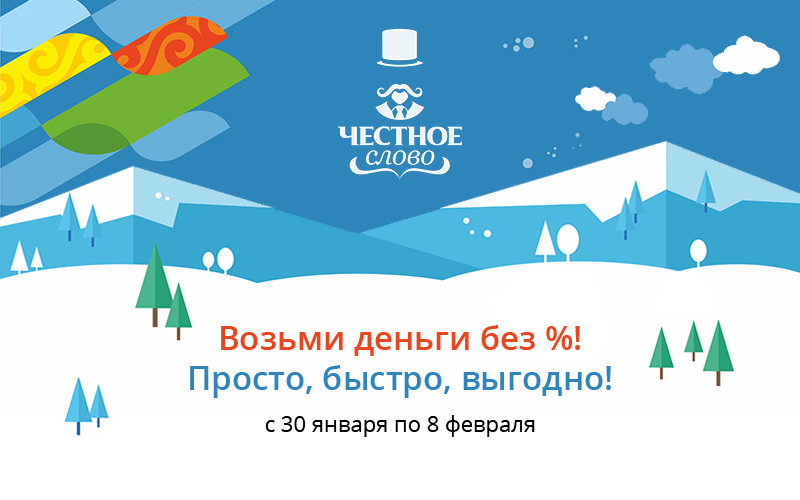 ЧЕСТНОЕ
СЛОВО
Возьми деньги без %!
Просто, быстро, выгодно!
с 30 января по 8 февраля